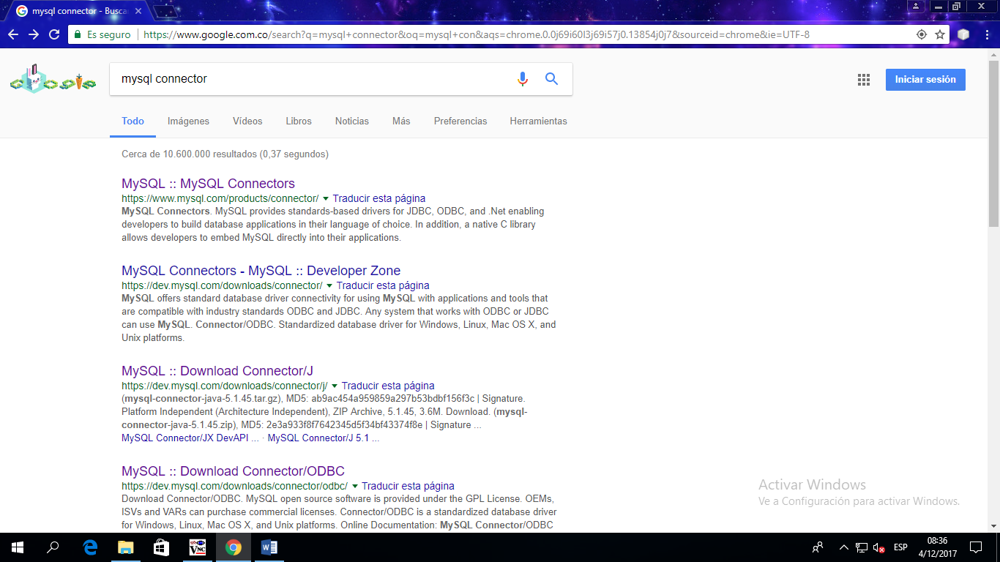 mysql connector - Busca
Es seguro
https://www.google.com.co/search?q=mysql+connector&oq=mysql+con&aqs=chrome.0.0j69i60l3j69i57j0.13854j0j7&sourceid=chrome&ie=UTF-8
Google
mysql connector
Iniciar sesión
Todo Imágenes Vídeos Libros Noticias Más Preferencias Herramientas
Cerca de 10.600.000 resultados (0,37 segundos)
MySQL :: MySQL Connectors
https://www.mysql.com/products/connector/ Traducir esta página
MySQL Connectors. MySQL provides standards-based drivers for JDBC, ODBC, and .Net enabling
developers to build database applications in their language of choice. In addition, a native C library
allows developers to embed MySQL directly into their applications.
MySQL Connectors - MySQL :: Developer Zone
https://dev.mysql.com/downloads/connector/ Traducir esta página
MySQL offers standard database driver connectivity for using MySQL with applications and tools that
are compatible with industry standards ODBC and JDBC. Any system that works with ODBC or JDBC
can use MySQL. Connector/ODBC. Standardized database driver for Windows, Linux, Mac OS X, and
Unix platforms.
MySQL :: Download Connector/J
https://dev.mysql.com/downloads/connector/j/ Traducir esta página
(mysql-connector-java-5.1.45.tar.gz), MD5: ab9ac454a959859a297b53bdbf156f3c | Signature.
Platform Independent (Architecture Independent), ZIP Archive, 5.1.45, 3.6M. Download. (mysql-
connector-java-5.1.45.zip), MD5: 2e3a933f8f7642345d5f34bf43374f8e | Signature ...
MySQL Connector/JX DevAPI ... · MySQL Connector/J 5.1 ...
MySQL :: Download Connector/ODBC
https://dev.mysql.com/downloads/connector/odbc/ Traducir esta página
Download Connector/ODBC. MySQL open source software is provided under the GPL License. OEMs,
ISVs and VARs can purchase commercial licenses. Connector/ODBC is a standardized database driver
for Windows, Linux, Mac OS X, and Unix platforms. Online Documentation: MySQL Connector/ODBC
Activar Windows
Ve a Configuración para activar Windows.
VNC
ESP
08:36
4/12/2017